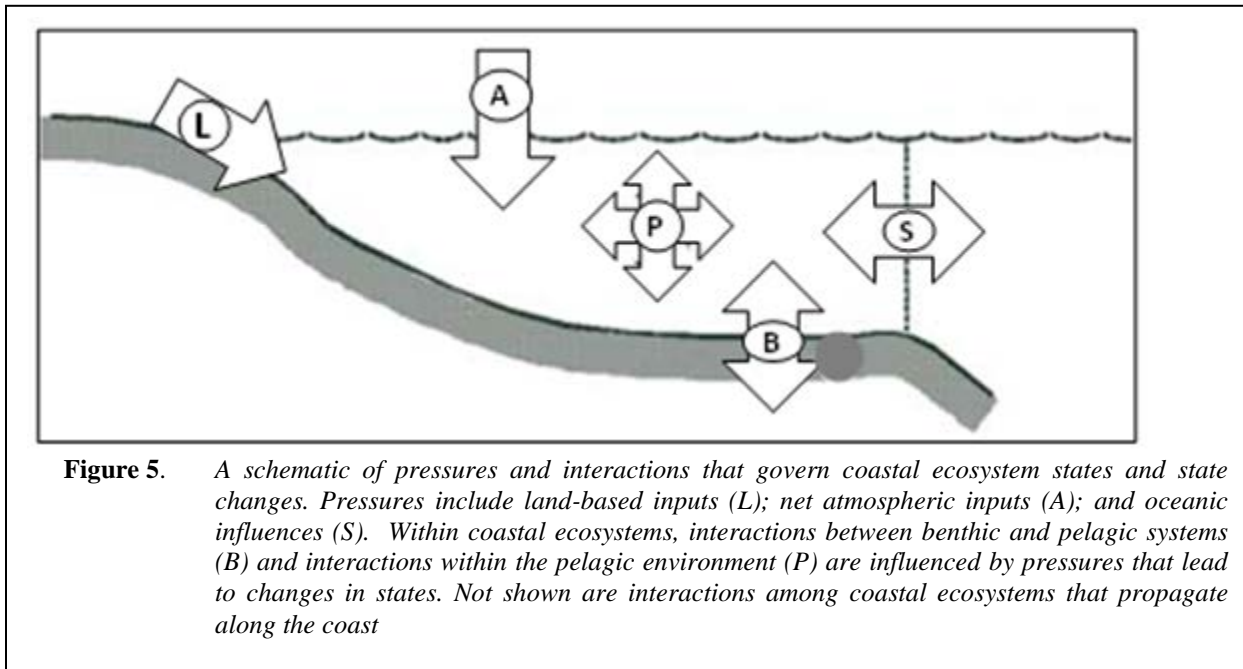 A
L
P
S
B
Figure 5. A schematic of pressures and interactions that govern coastal ecosystem states and state
changes. Pressures include land-based inputs (L); net atmospheric inputs (A); and oceanic
influences (S). Within coastal ecosystems, interactions between benthic and pelagic systems
(B) and interactions within the pelagic environment (P) are influenced by pressures that lead
to changes in states. Not shown are interactions among coastal ecosystems that propagate
along the coast